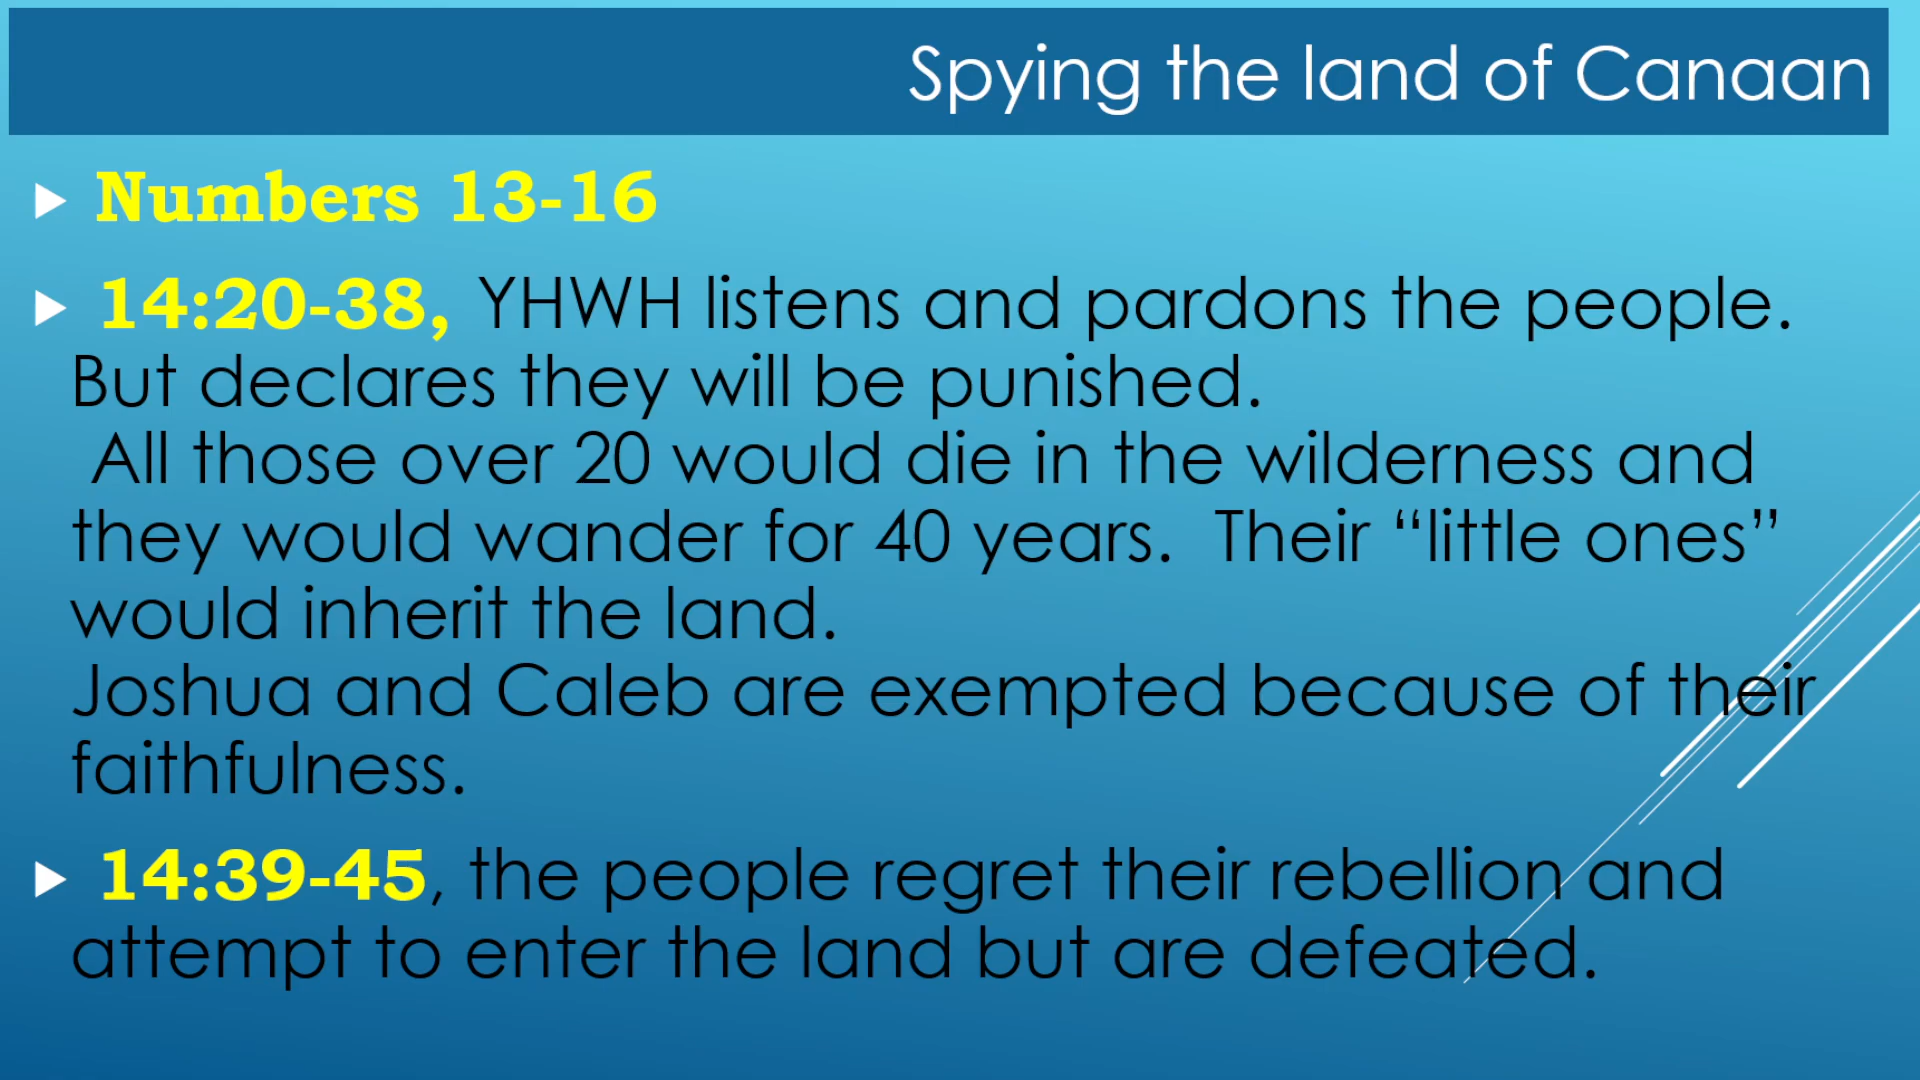 Spying the land of Canaan
Numbers 13-16
14:20-38, YHWH listens and pardons the people.
But declares they will be punished.
All those over 20 would die in the wilderness and
they would wander for 40 years. Their “little ones”
would inherit the land.
Joshua and Caleb are exempted because of their
faithfulness.
14:39-45, the people regret their rebellion and
attempt to enter the land but are defeated.